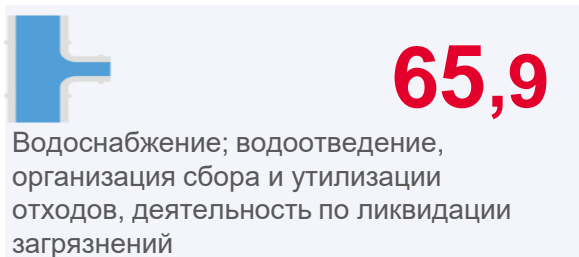 65,9
Водоснабжение; водоотведение,
организация сбора и утилизации
отходов, деятельность по ликвидации
загрязнений